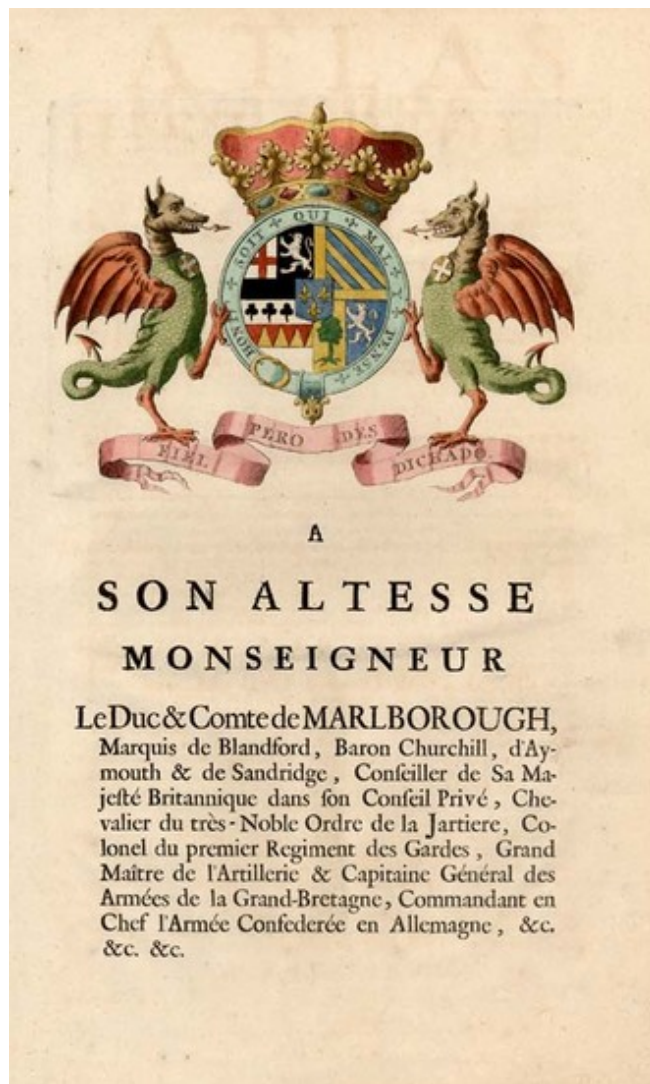 HONI SOIT QUI MAL Y PENSE
FIEL PERO DES DICHADO.
A
SON ALTESSE
MONSEIGNEUR
Le Duc & Comte de MARLBOROUGH,
Marquis de Blandford, Baron Churchill, d'Ay-
mouth & de Sandridge, Conſeiller de Sa Ma-
jeſté Britannique dans ſon Conſeil Privé, Che-
valier du très-Noble Ordre de la Jartiere, Co-
lonel du premier Regiment des Gardes, Grand
Maître de l'Artillerie & Capitaine Général des
Armées de la Grand-Bretagne, Commandant en
Chef l'Armée Confederée en Allemagne, &c.
&c. &c.